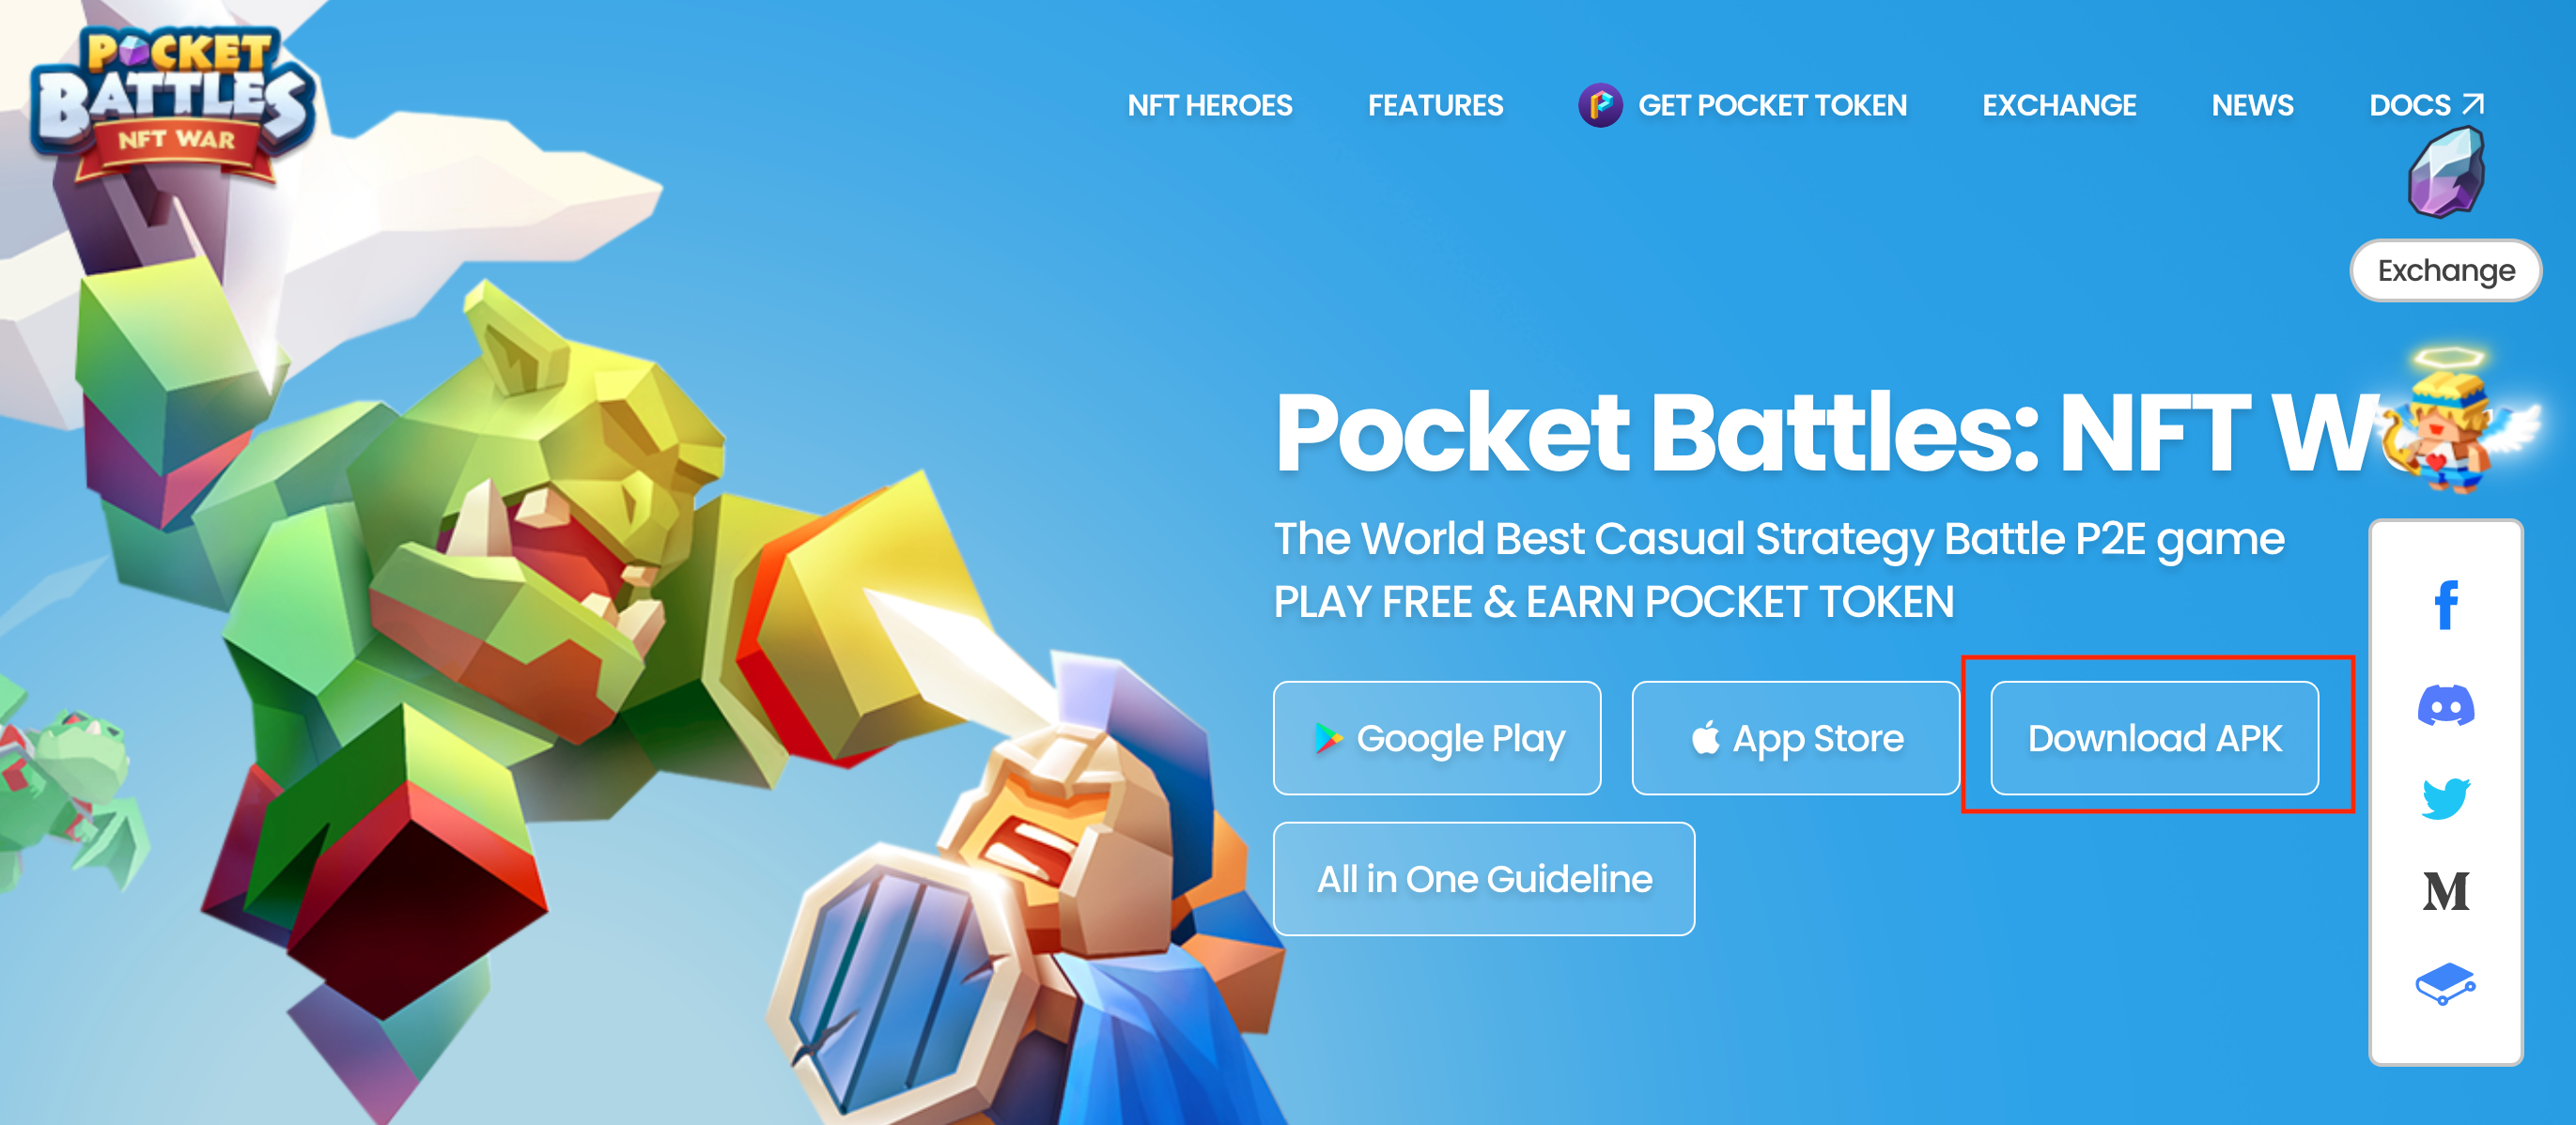 POCKET
BATTLES
NFT WAR
NFT HEROES
FEATURES
GET POCKET TOKEN
EXCHANGE
NEWS
DOCS
Exchange
Pocket Battles: NFT
The World Best Casual Strategy Battle P2E game
PLAY FREE & EARN POCKET TOKEN
Google Play
App Store
Download APK
All in One Guideline